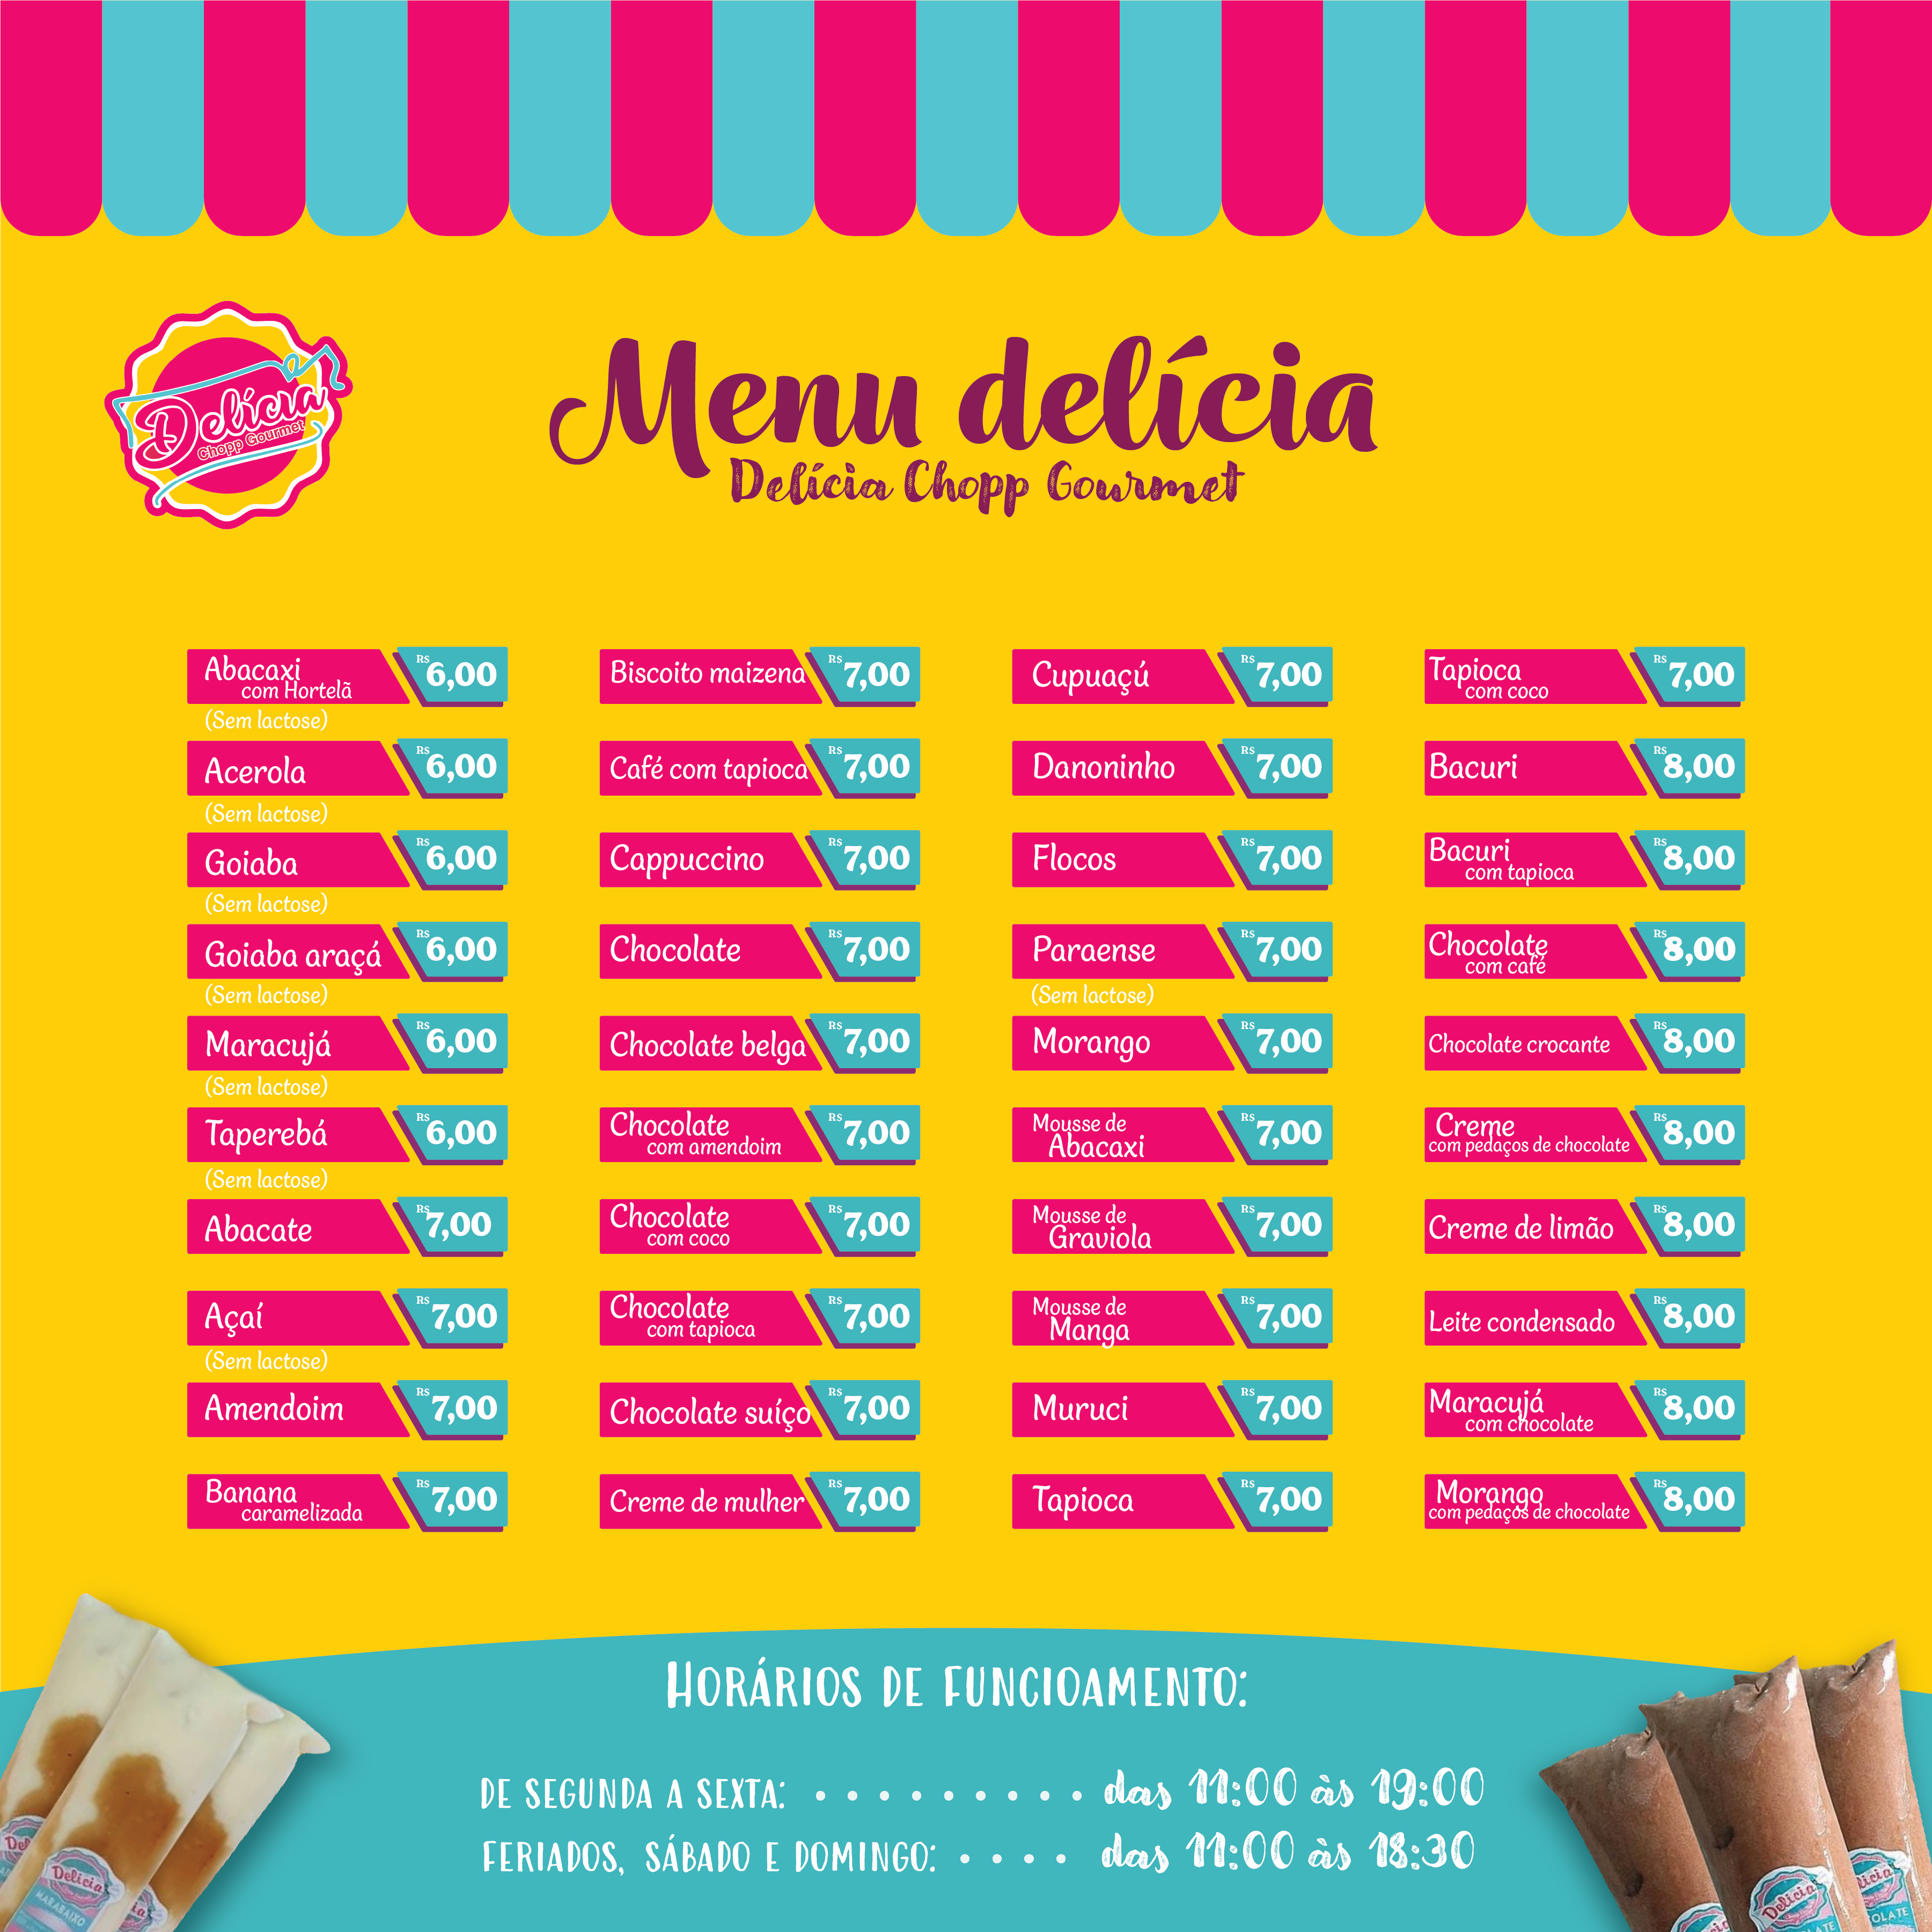 Delícia
Chopp Gourmet
Menu delícia
Delícia Chopp Gourmet
Abacaxi
com Hortelã
R$ 6,00
(Sem lactose)
Acerola
R$ 6,00
(Sem lactose)
Goiaba
R$ 6,00
(Sem lactose)
Goiaba araçá
R$ 6,00
(Sem lactose)
Maracujá
R$ 6,00
(Sem lactose)
Taperebá
R$ 6,00
(Sem lactose)
Abacate
R$ 7,00
Açaí
R$ 7,00
(Sem lactose)
Amendoim
R$ 7,00
Banana
caramelizada
R$ 7,00
Biscoito maizena
R$ 7,00
Café com tapioca
R$ 7,00
Cappuccino
R$ 7,00
Chocolate
R$ 7,00
Chocolate belga
R$ 7,00
Chocolate
com amendoim
R$ 7,00
Chocolate
com coco
R$ 7,00
Chocolate
com tapioca
R$ 7,00
Chocolate suíço
R$ 7,00
Creme de mulher
R$ 7,00
Cupuaçú
R$ 7,00
Danoninho
R$ 7,00
Flocos
R$ 7,00
Paraense
R$ 7,00
(Sem lactose)
Morango
R$ 7,00
Mousse de
Abacaxi
R$ 7,00
Mousse de
Graviola
R$ 7,00
Mousse de
Manga
R$ 7,00
Muruci
R$ 7,00
Tapioca
R$ 7,00
Tapioca
com coco
R$ 7,00
Bacuri
R$ 8,00
Bacuri
com tapioca
R$ 8,00
Chocolate
com café
R$ 8,00
Chocolate crocante
R$ 8,00
Creme
com pedaços de chocolate
R$ 8,00
Creme de limão
R$ 8,00
Leite condensado
R$ 8,00
Maracujá
com chocolate
R$ 8,00
Morango
com pedaços de chocolate
R$ 8,00
HORÁRIOS DE FUNCIOAMENTO:
DE SEGUNDA A SEXTA: . . . . . . . . . das 11:00 às 19:00
FERIADOS, SÁBADO E DOMINGO: . . . . das 11:00 às 18:30
Delícia
MARABAIXO
Delícia